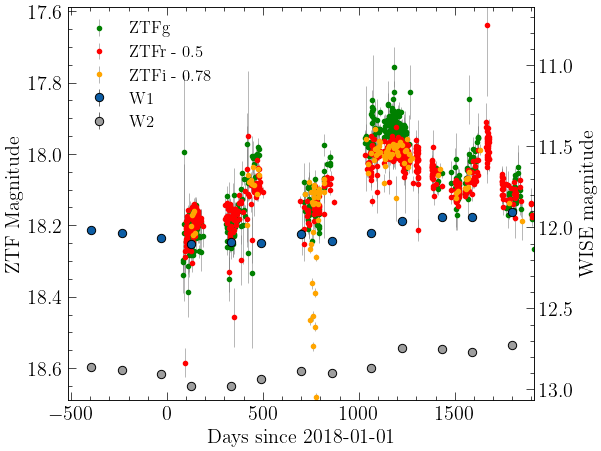 ZTFg
ZTFr - 0.5
ZTFi - 0.78
W1
W2
17.6
17.8
18.0
18.2
18.4
18.6
ZTF Magnitude
11.0
11.5
12.0
12.5
13.0
WISE magnitude
−500 0 500 1000 1500
Days since 2018-01-01